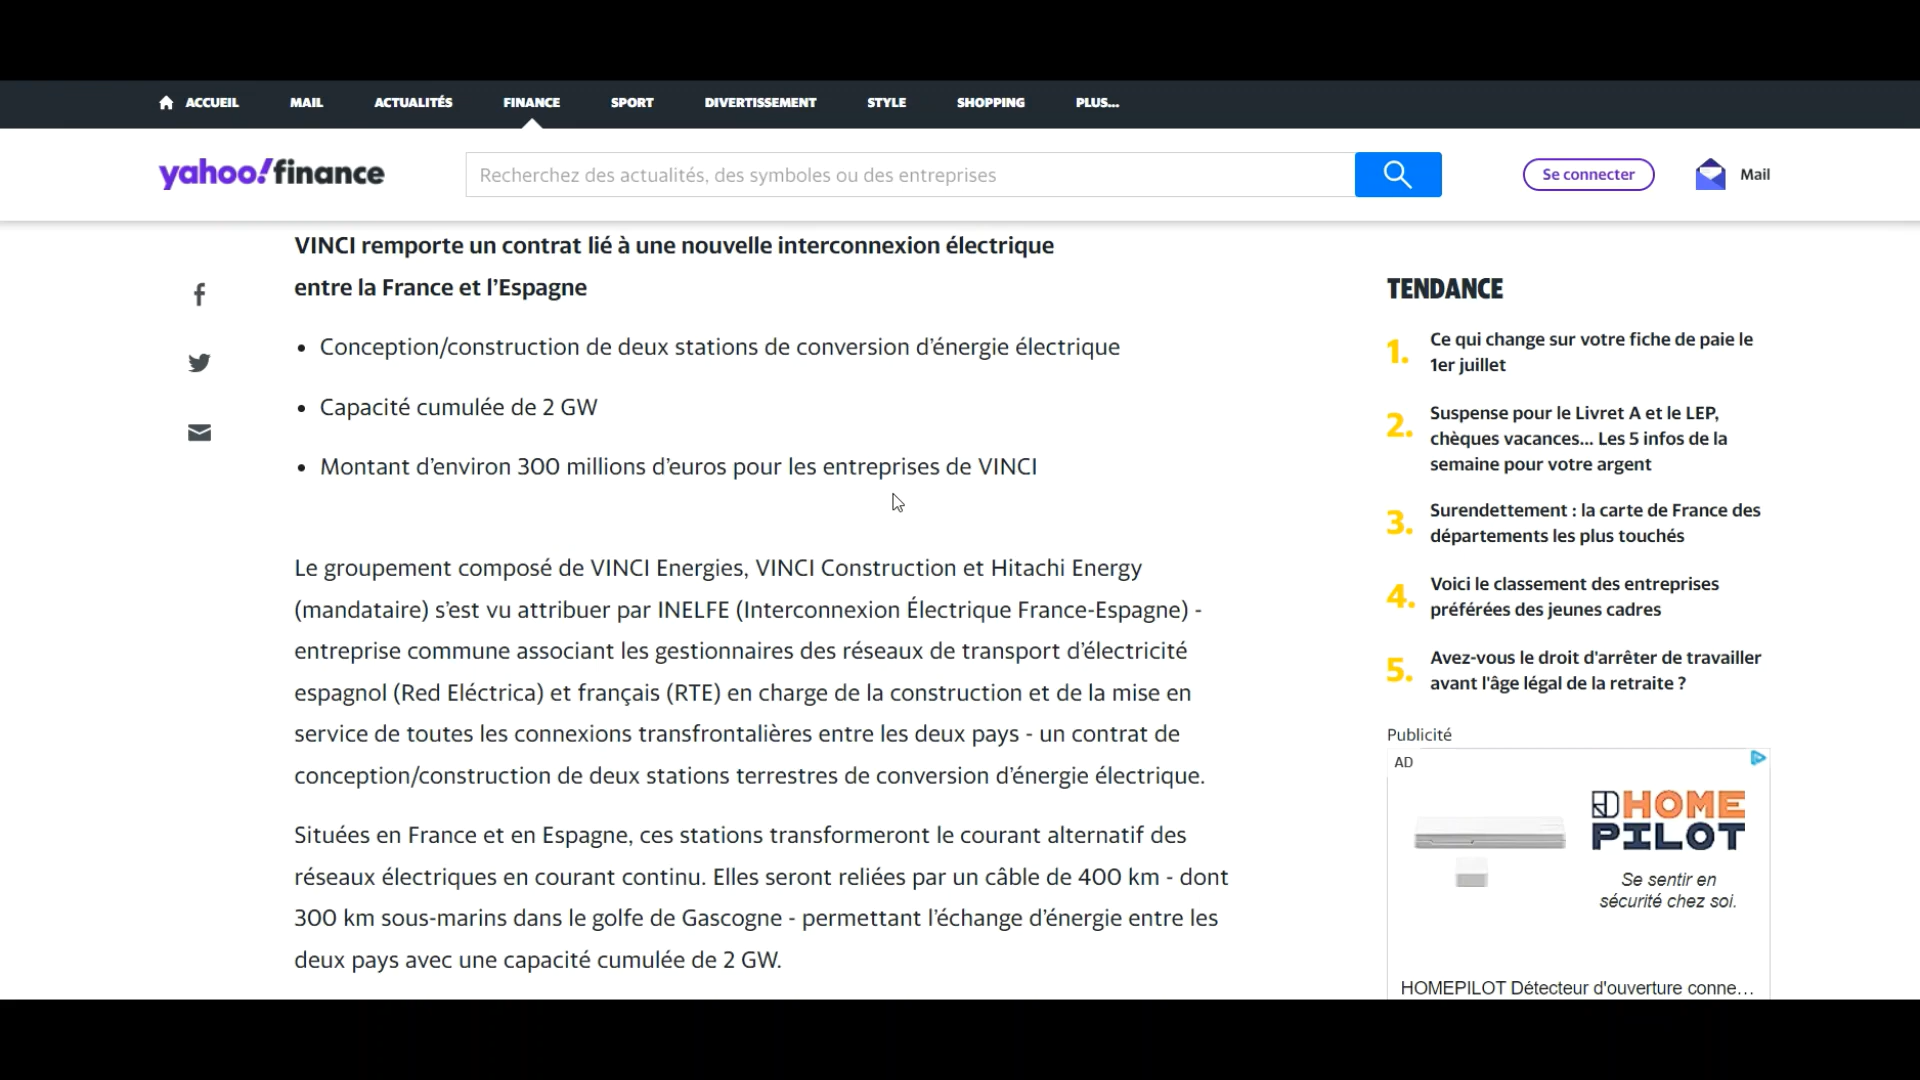 ACCUEIL MAIL ACTUALITÉS FINANCE SPORT DIVERTISSEMENT STYLE SHOPPING PLUS...
yahoo!finance Recherchez des actualités, des symboles ou des entreprises Se connecter Mail
VINCI remporte un contrat lié à une nouvelle interconnexion électrique
entre la France et l’Espagne
• Conception/construction de deux stations de conversion d’énergie électrique
• Capacité cumulée de 2 GW
• Montant d’environ 300 millions d’euros pour les entreprises de VINCI
Le groupement composé de VINCI Energies, VINCI Construction et Hitachi Energy
(mandataire) s’est vu attribuer par INELFE (Interconnexion Électrique France-Espagne) -
entreprise commune associant les gestionnaires des réseaux de transport d’électricité
espagnol (Red Eléctrica) et français (RTE) en charge de la construction et de la mise en
service de toutes les connexions transfrontalières entre les deux pays - un contrat de
conception/construction de deux stations terrestres de conversion d’énergie électrique.
Situées en France et en Espagne, ces stations transformeront le courant alternatif des
réseaux électriques en courant continu. Elles seront reliées par un câble de 400 km - dont
300 km sous-marins dans le golfe de Gascogne - permettant l’échange d’énergie entre les
deux pays avec une capacité cumulée de 2 GW.
TENDANCE
1. Ce qui change sur votre fiche de paie le
1er juillet
2. Suspense pour le Livret A et le LEP,
chèques vacances... Les 5 infos de la
semaine pour votre argent
3. Surendettement : la carte de France des
départements les plus touchés
4. Voici le classement des entreprises
préférées des jeunes cadres
5. Avez-vous le droit d'arrêter de travailler
avant l'âge légal de la retraite ?
Publicité
AD
HOME
PILOT
Se sentir en
sécurité chez soi.
HOMEPILOT Détecteur d'ouverture conne...